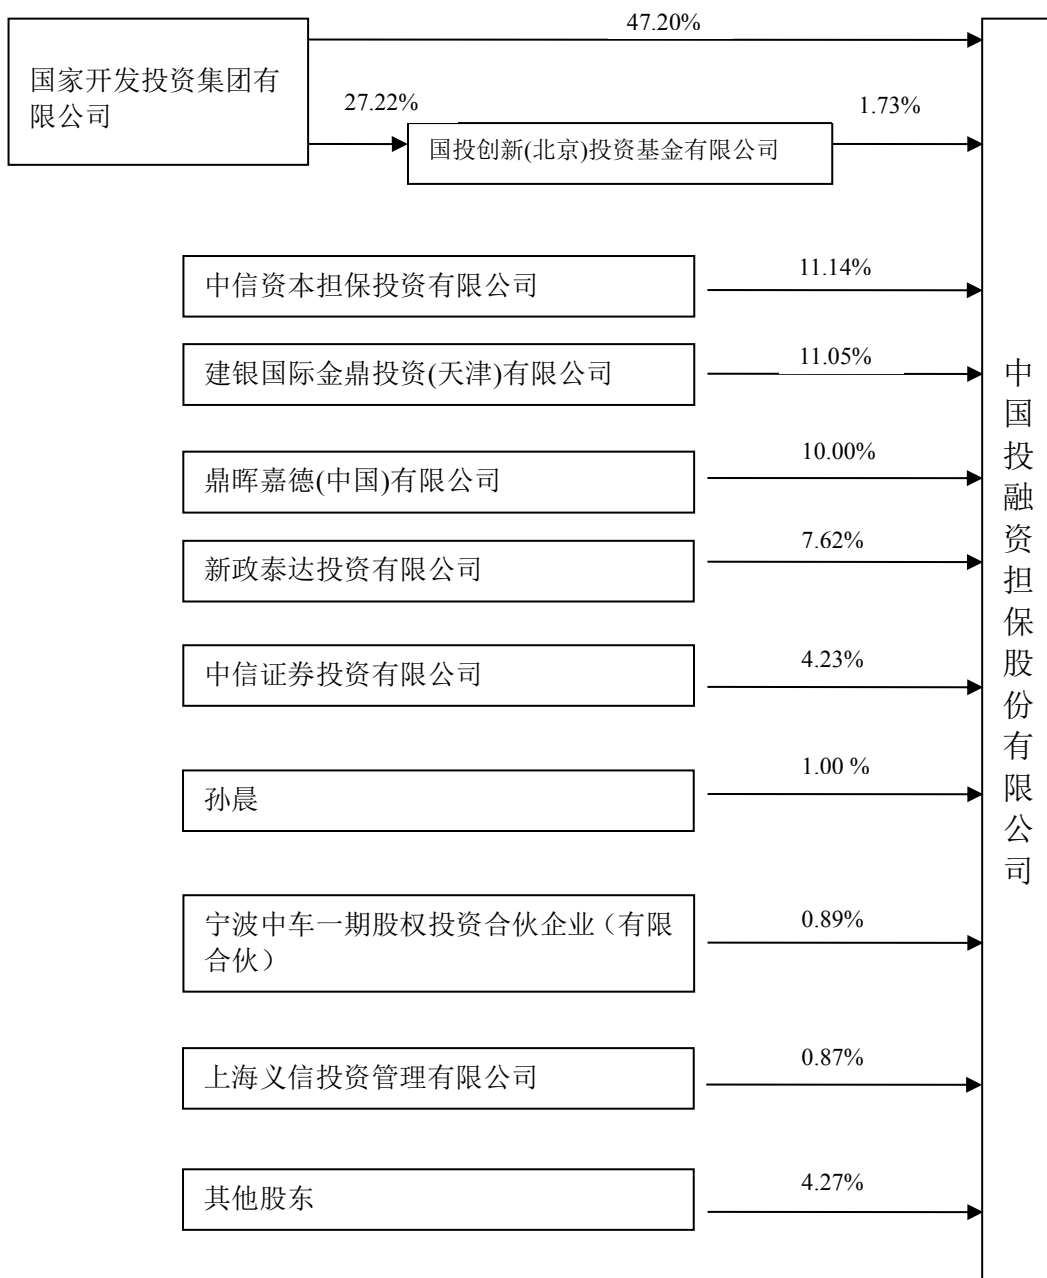 47.20%
国家开发投资集团有
限公司
27.22%
1.73%
国投创新(北京)投资基金有限公司
中信资本担保投资有限公司
11.14%
建银国际金鼎投资(天津)有限公司
11.05%
鼎晖嘉德(中国)有限公司
10.00%
新政泰达投资有限公司
7.62%
中信证券投资有限公司
4.23%
孙晨
1.00 %
宁波中车一期股权投资合伙企业（有限
合伙）
0.89%
上海义信投资管理有限公司
0.87%
其他股东
4.27%
中国投融资担保股份有限公司